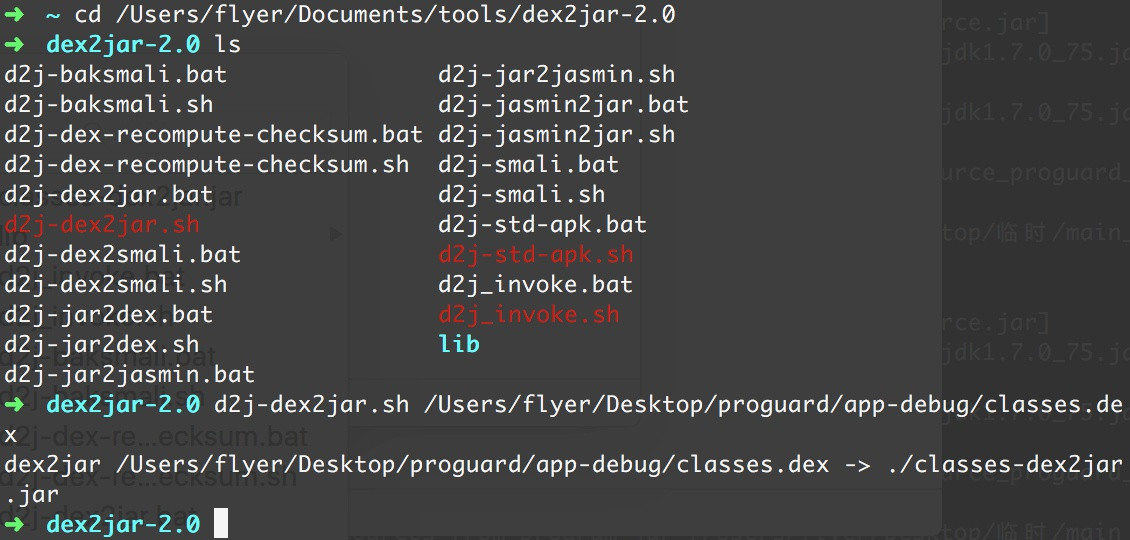 ➜  ~ cd /Users/flyer/Documents/tools/dex2jar-2.0
➜  dex2jar-2.0 ls
d2j-baksmali.bat                d2j-jar2jasmin.sh
d2j-baksmali.sh                 d2j-jasmin2jar.bat
d2j-dex-recompute-checksum.bat  d2j-jasmin2jar.sh
d2j-dex-recompute-checksum.sh   d2j-smali.bat
d2j-dex2jar.bat                 d2j-smali.sh
d2j-dex2jar.sh                  d2j-std-apk.bat
d2j-dex2smali.bat               d2j-std-apk.sh
d2j-dex2smali.sh                d2j_invoke.bat
d2j-jar2dex.bat                 d2j_invoke.sh
d2j-jar2dex.sh                  lib
d2j-jar2jasmin.bat
➜  dex2jar-2.0 d2j-dex2jar.sh /Users/flyer/Desktop/proguard/app-debug/classes.de
x
dex2jar /Users/flyer/Desktop/proguard/app-debug/classes.dex -> ./classes-dex2jar
.jar
➜  dex2jar-2.0